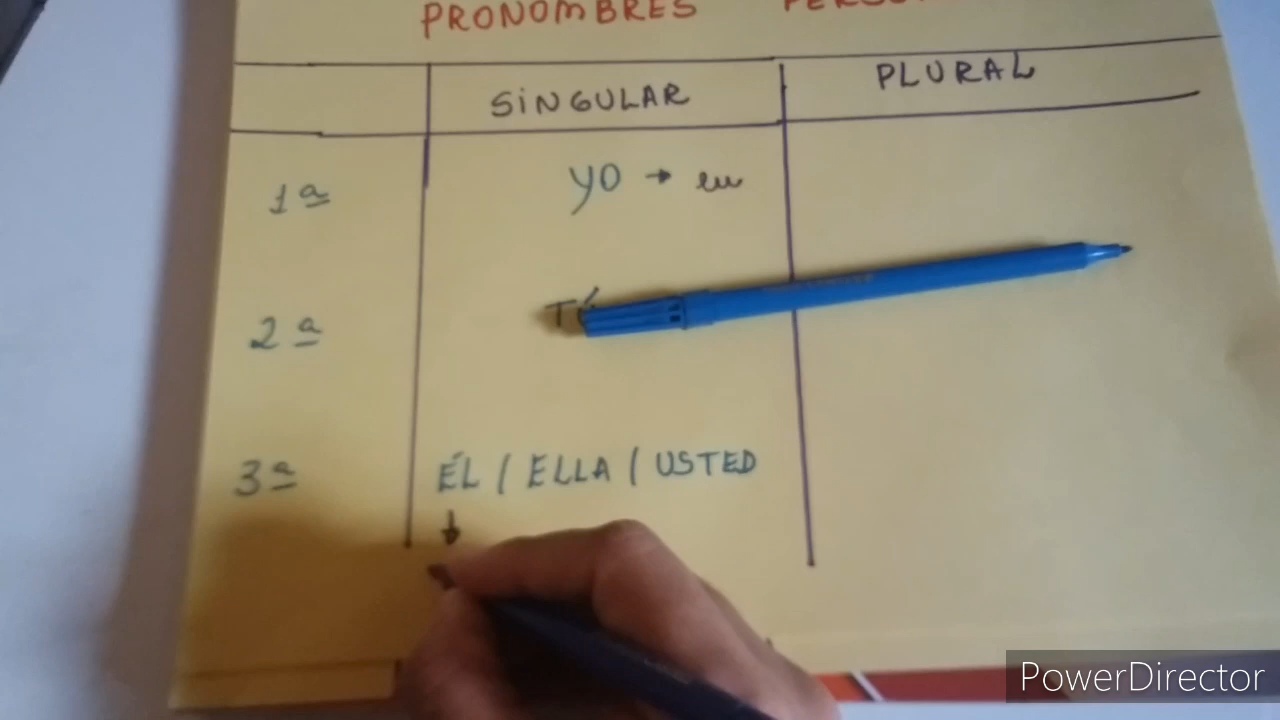 PRONOMBRES
SINGULAR PLURAL
1ª YO → eu
2ª
3ª ÉL / ELLA / USTED
PowerDirector